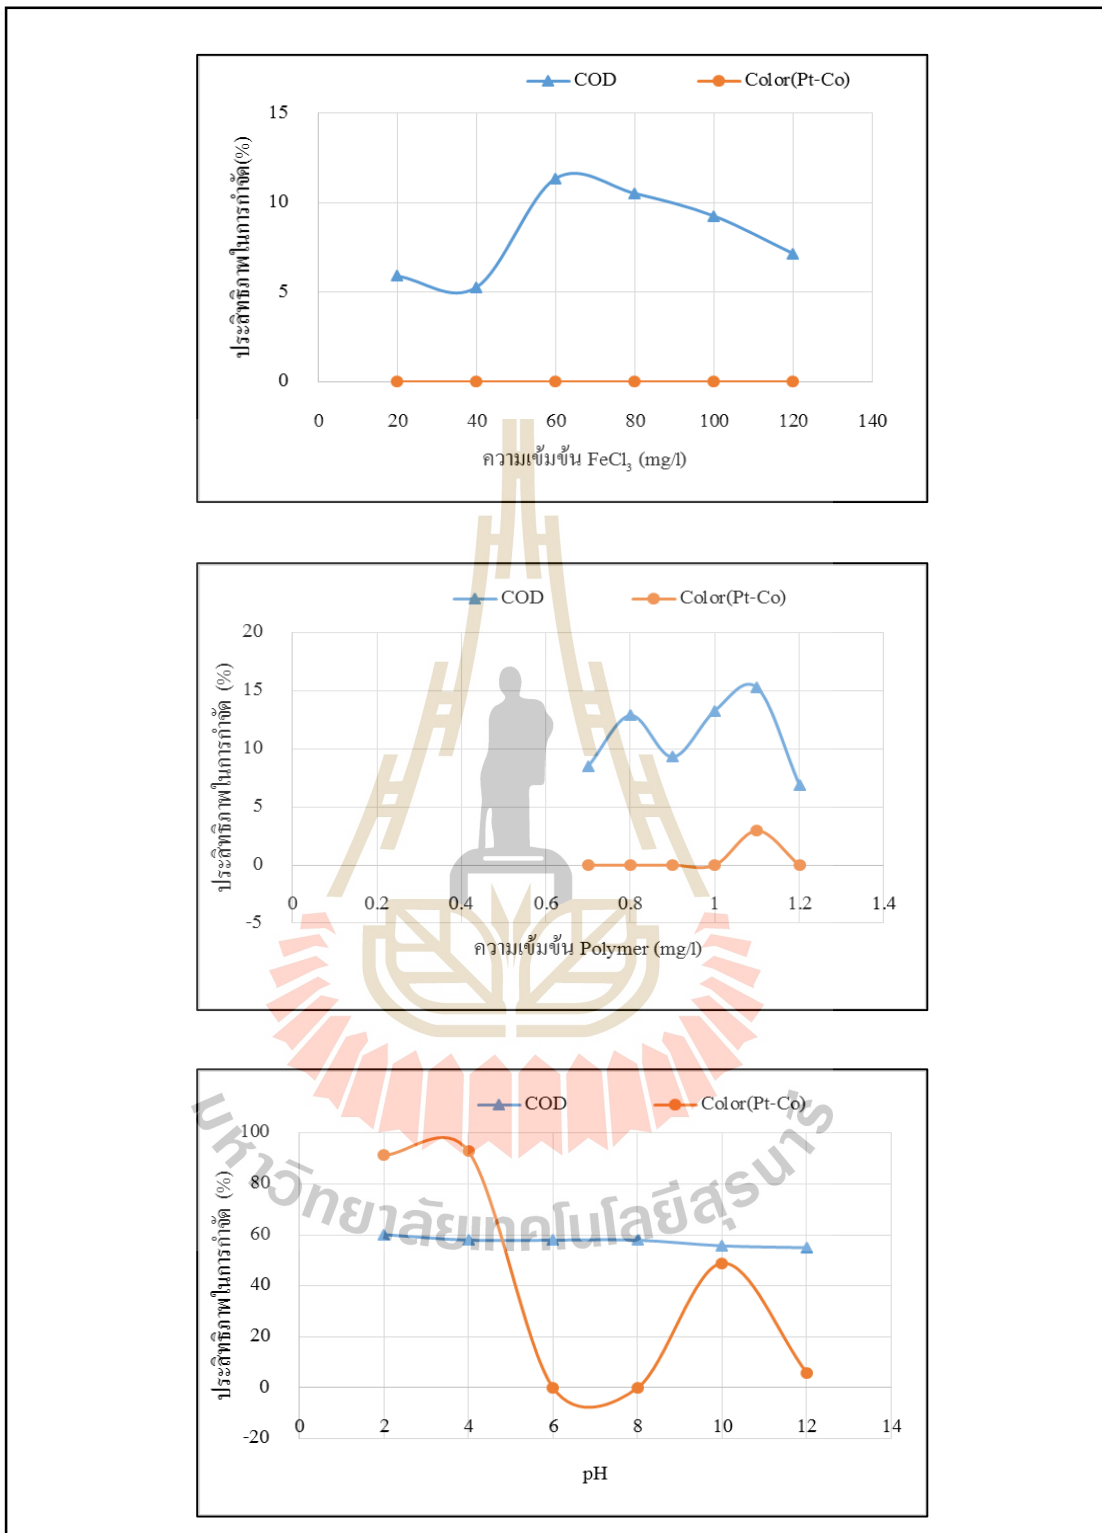 COD Color(Pt-Co)
ประสิทธิภาพในการกำจัด(%)
15
10
5
0
0 20 40 60 80 100 120 140
ความเข้มข้น FeCl₃ (mg/l)
COD Color(Pt-Co)
ประสิทธิภาพในการกำจัด (%)
20
15
10
5
0
-5
0 0.2 0.4 0.6 0.8 1 1.2 1.4
ความเข้มข้น Polymer (mg/l)
COD Color(Pt-Co)
ประสิทธิภาพในการกำจัด (%)
100
80
60
40
20
0
-20
0 2 4 6 8 10 12 14
pH
มหาวิทยาลัยเทคโนโลยีสุรนารี